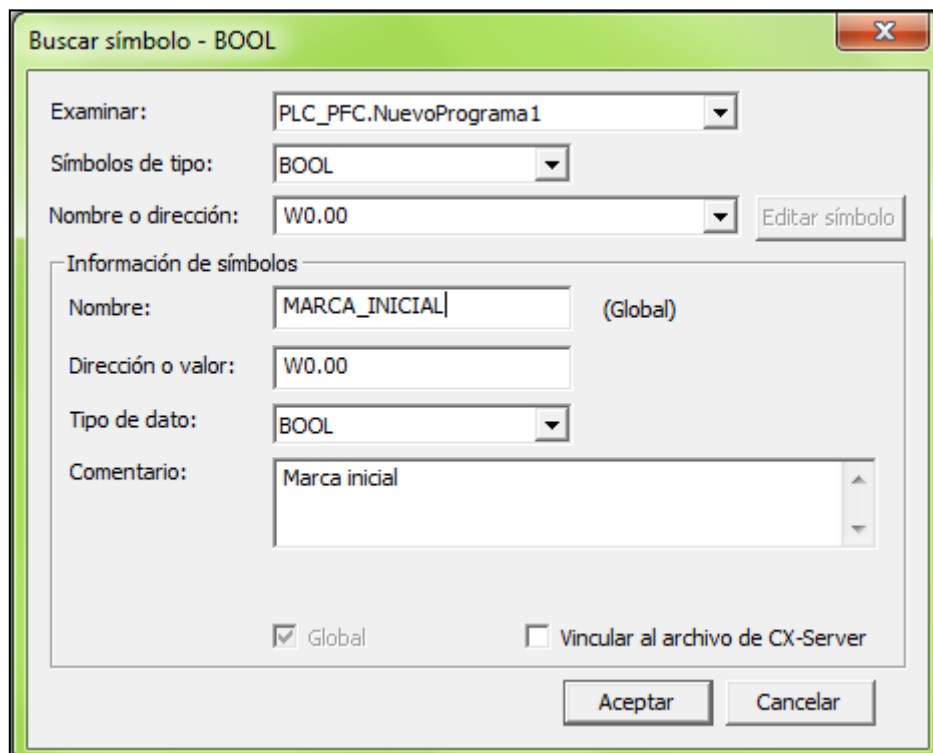 Buscar símbolo - BOOL
Examinar: PLC_PFC.NuevoPrograma1
Símbolos de tipo: BOOL
Nombre o dirección: W0.00 Editar símbolo
Información de símbolos
Nombre: MARCA_INICIAL (Global)
Dirección o valor: W0.00
Tipo de dato: BOOL
Comentario: Marca inicial
Global Vincular al archivo de CX-Server
Aceptar Cancelar